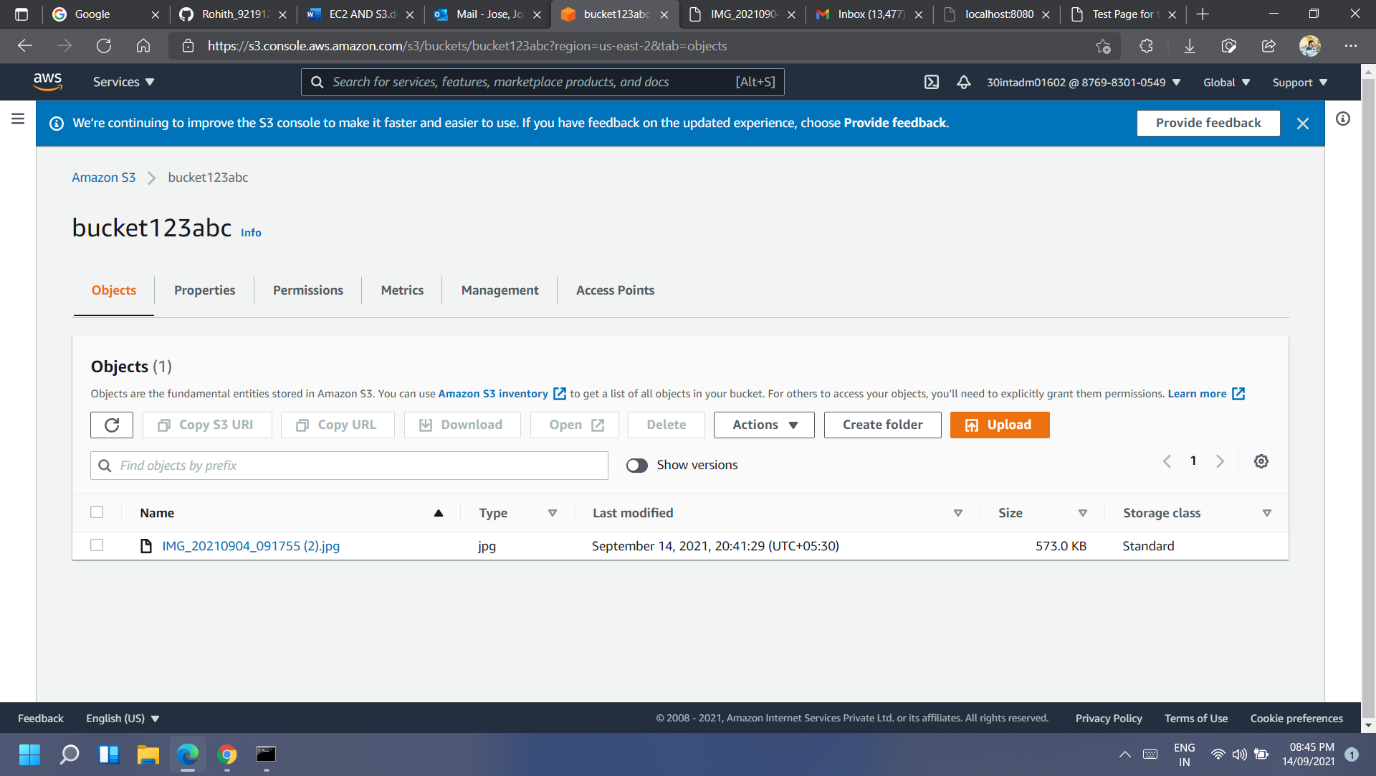 Google
Rohith_92191
EC2 AND S3.d
Mail - Jose, Jo
bucket123abc
IMG_2021090
Inbox (13,477)
localhost:8080
Test Page for
https://s3.console.aws.amazon.com/s3/buckets/bucket123abc?region=us-east-2&tab=objects
aws
Services
Search for services, features, marketplace products, and docs
[Alt+S]
30intadm01602 @ 8769-8301-0549
Global
Support
We're continuing to improve the S3 console to make it faster and easier to use. If you have feedback on the updated experience, choose Provide feedback.
Provide feedback
Amazon S3
bucket123abc
bucket123abc Info
Objects
Properties
Permissions
Metrics
Management
Access Points
Objects (1)
Objects are the fundamental entities stored in Amazon S3. You can use Amazon S3 inventory to get a list of all objects in your bucket. For others to access your objects, you'll need to explicitly grant them permissions. Learn more
Copy S3 URI
Copy URL
Download
Open
Delete
Actions
Create folder
Upload
Find objects by prefix
Show versions
1
Name
Type
Last modified
Size
Storage class
IMG_20210904_091755 (2).jpg
jpg
September 14, 2021, 20:41:29 (UTC+05:30)
573.0 KB
Standard
Feedback
English (US)
© 2008 - 2021, Amazon Internet Services Private Ltd. or its affiliates. All rights reserved.
Privacy Policy
Terms of Use
Cookie preferences
ENG
IN
08:45 PM
14/09/2021
1